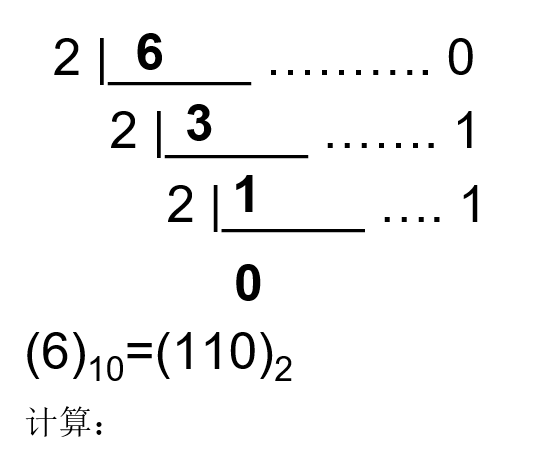 2 | 6 ………. 0
2 | 3 ……. 1
2 | 1 …. 1
0
(6)10=(110)2
计算：